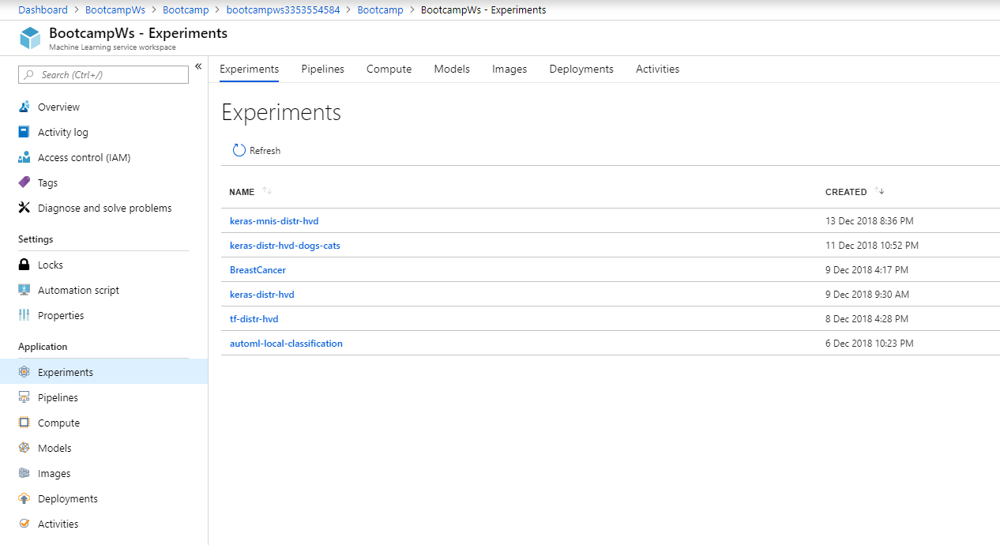 Dashboard > BootcampWs > Bootcamp > bootcampws3353554584 > Bootcamp > BootcampWs - Experiments
BootcampWs - Experiments
Machine Learning service workspace
Search (Ctrl+/)
«
Overview
Activity log
Access control (IAM)
Tags
Diagnose and solve problems
Settings
Locks
Automation script
Properties
Application
Experiments
Pipelines
Compute
Models
Images
Deployments
Activities
Experiments Pipelines Compute Models Images Deployments Activities
Experiments
Refresh
NAME ↑↓ CREATED ↑↓
keras-mnis-distr-hvd 13 Dec 2018 8:36 PM
keras-distr-hvd-dogs-cats 11 Dec 2018 10:52 PM
BreastCancer 9 Dec 2018 4:17 PM
keras-distr-hvd 9 Dec 2018 9:30 AM
tf-distr-hvd 8 Dec 2018 4:28 PM
automl-local-classification 6 Dec 2018 10:23 PM